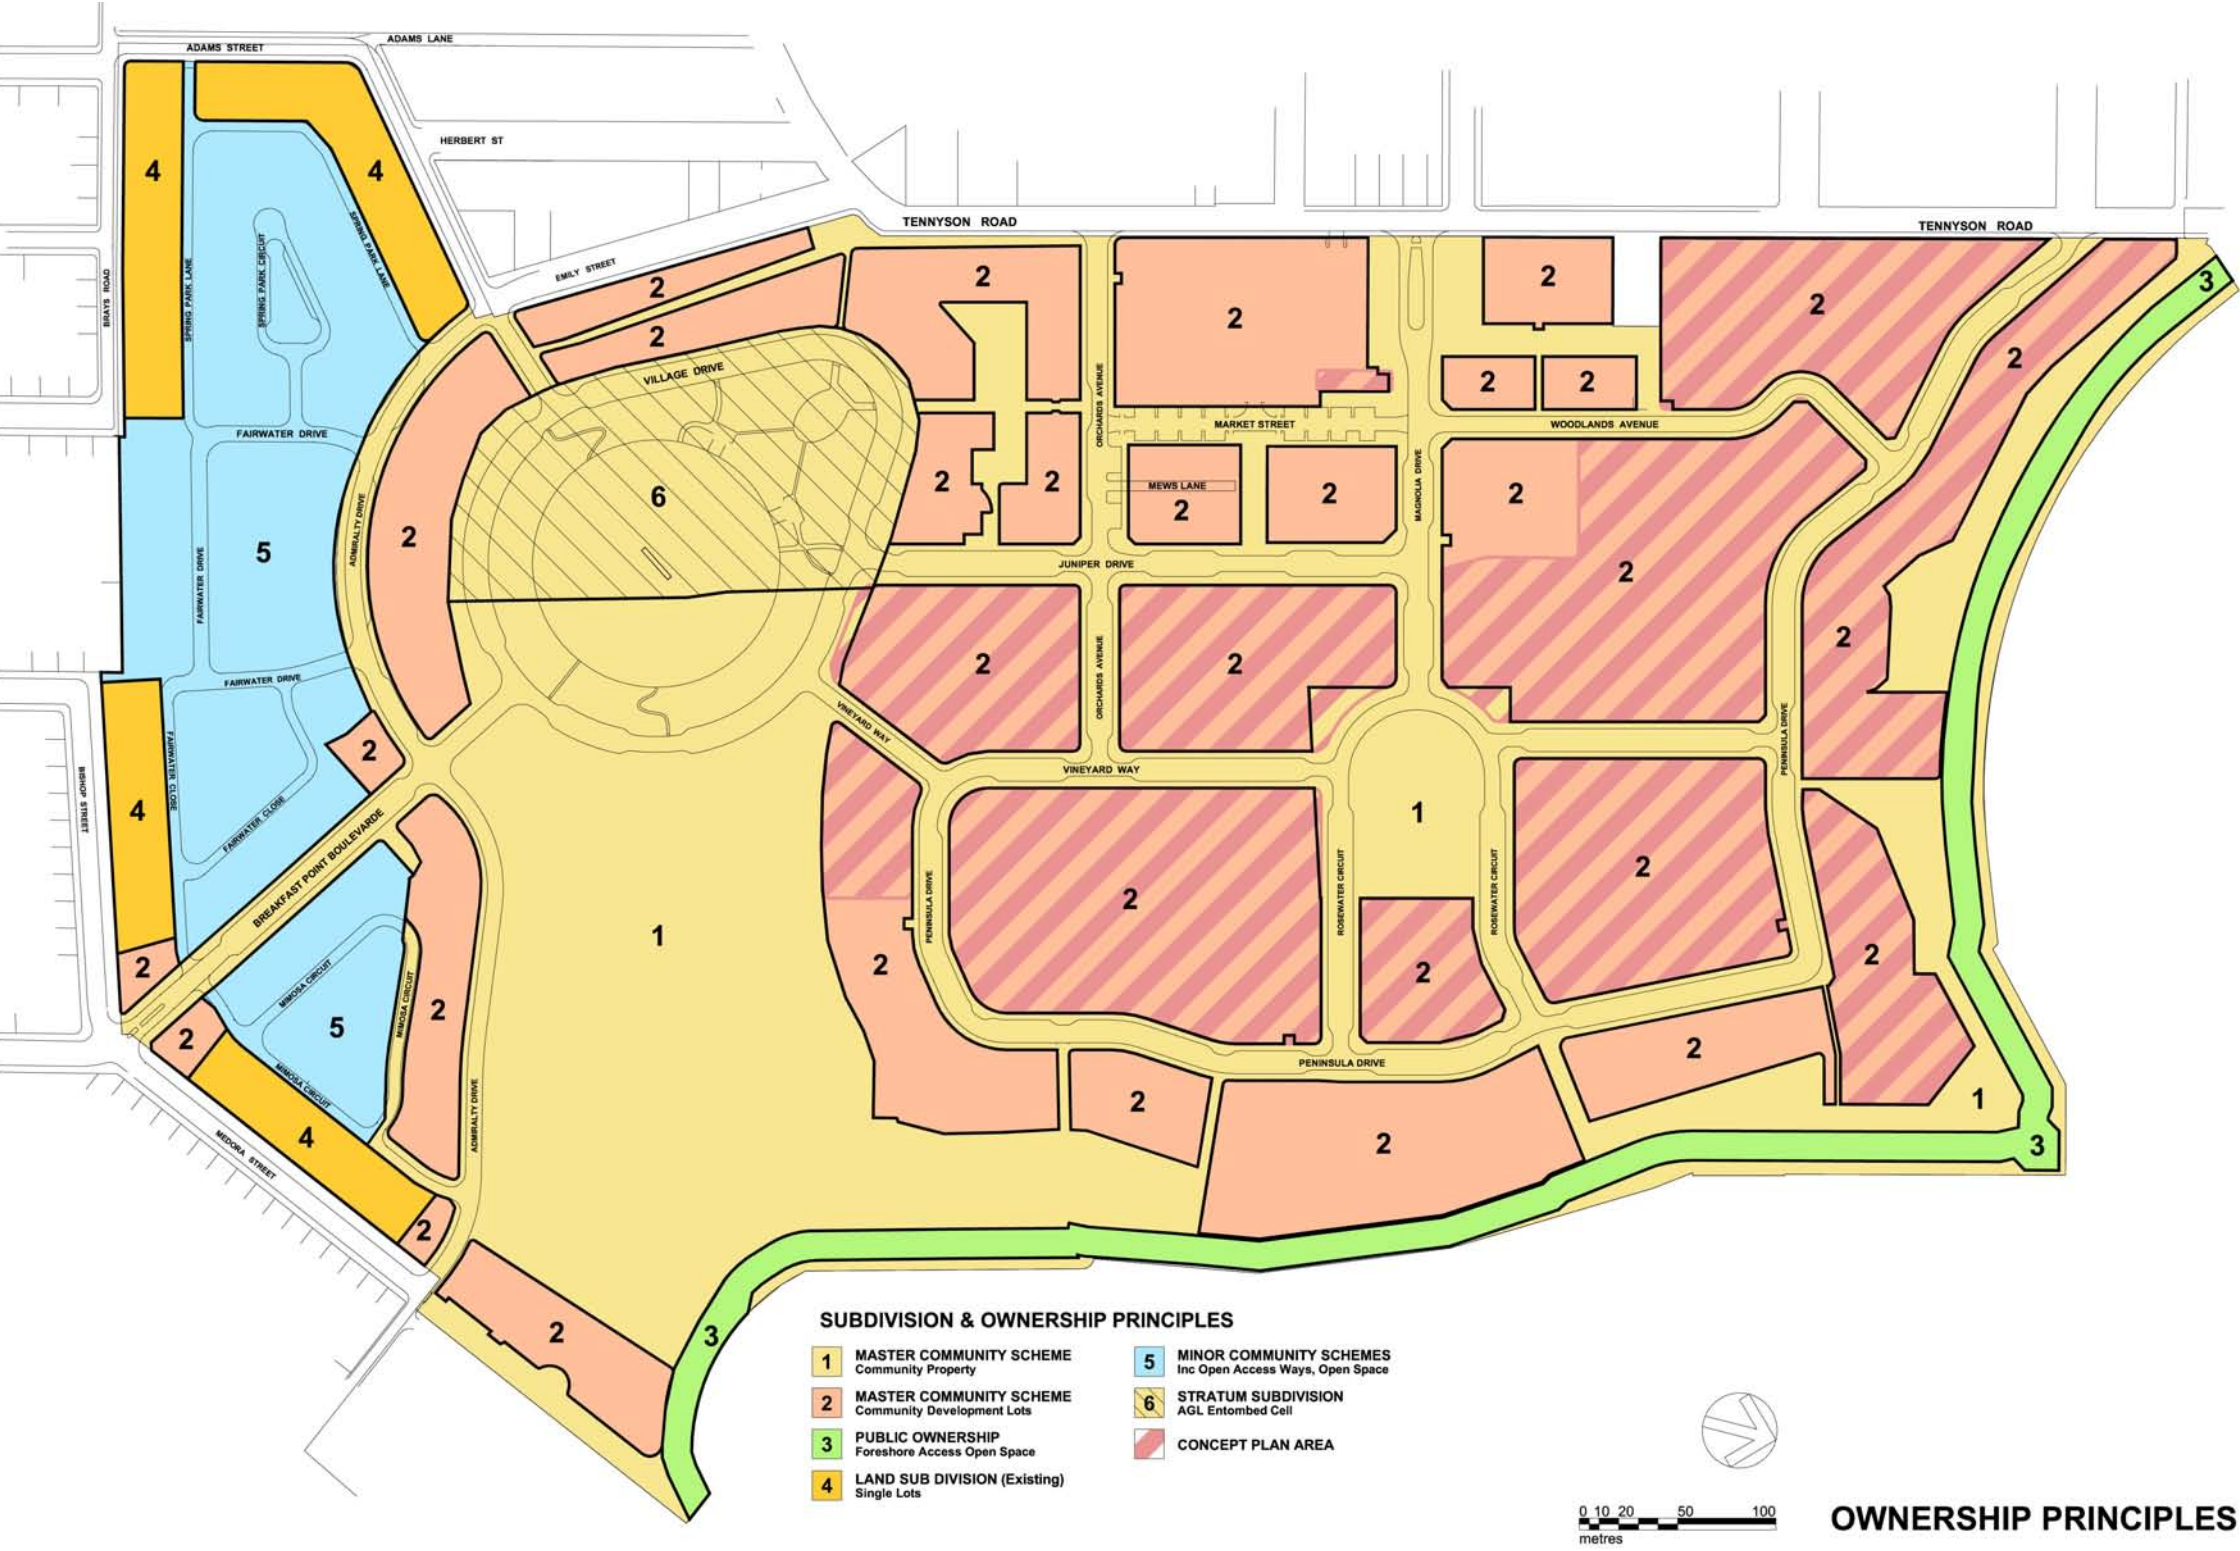 ADAMS LANE
ADAMS STREET
HERBERT ST
4
4
TENNYSON ROAD
TENNYSON ROAD
SPRING PARK LANE
SPRING PARK CIRCUIT
SPRING PARK LANE
BRAYS ROAD
EMILY STREET
2
2
2
2
2
2
2
3
VILLAGE DRIVE
2
2
ORCHARDS AVENUE
MARKET STREET
WOODLANDS AVENUE
FAIRWATER DRIVE
6
2
2
MEWS LANE
2
2
MAGNOLIA DRIVE
2
ADMIRALTY DRIVE
2
5
FAIRWATER DRIVE
JUNIPER DRIVE
2
2
2
2
ORCHARDS AVENUE
FAIRWATER DRIVE
VINEYARD WAY
PENINSULA DRIVE
2
FAIRWATER CLOSE
BISHOP STREET
VINEYARD WAY
4
FAIRWATER CLOSE
BREAKFAST POINT BOULEVARDE
1
2
2
PENINSULA DRIVE
ROSEWATER CIRCUIT
ROSEWATER CIRCUIT
1
2
2
2
2
MIMOSA CIRCUIT
MIMOSA CIRCUIT
2
5
2
2
PENINSULA DRIVE
MIMOSA CIRCUIT
ADMIRALTY DRIVE
2
2
1
4
MEDORA STREET
3
2
2
3
SUBDIVISION & OWNERSHIP PRINCIPLES
1 MASTER COMMUNITY SCHEME
Community Property
2 MASTER COMMUNITY SCHEME
Community Development Lots
3 PUBLIC OWNERSHIP
Foreshore Access Open Space
4 LAND SUB DIVISION (Existing)
Single Lots
5 MINOR COMMUNITY SCHEMES
Inc Open Access Ways, Open Space
6 STRATUM SUBDIVISION
AGL Entombed Cell
CONCEPT PLAN AREA
0 10 20 50 100
metres
OWNERSHIP PRINCIPLES